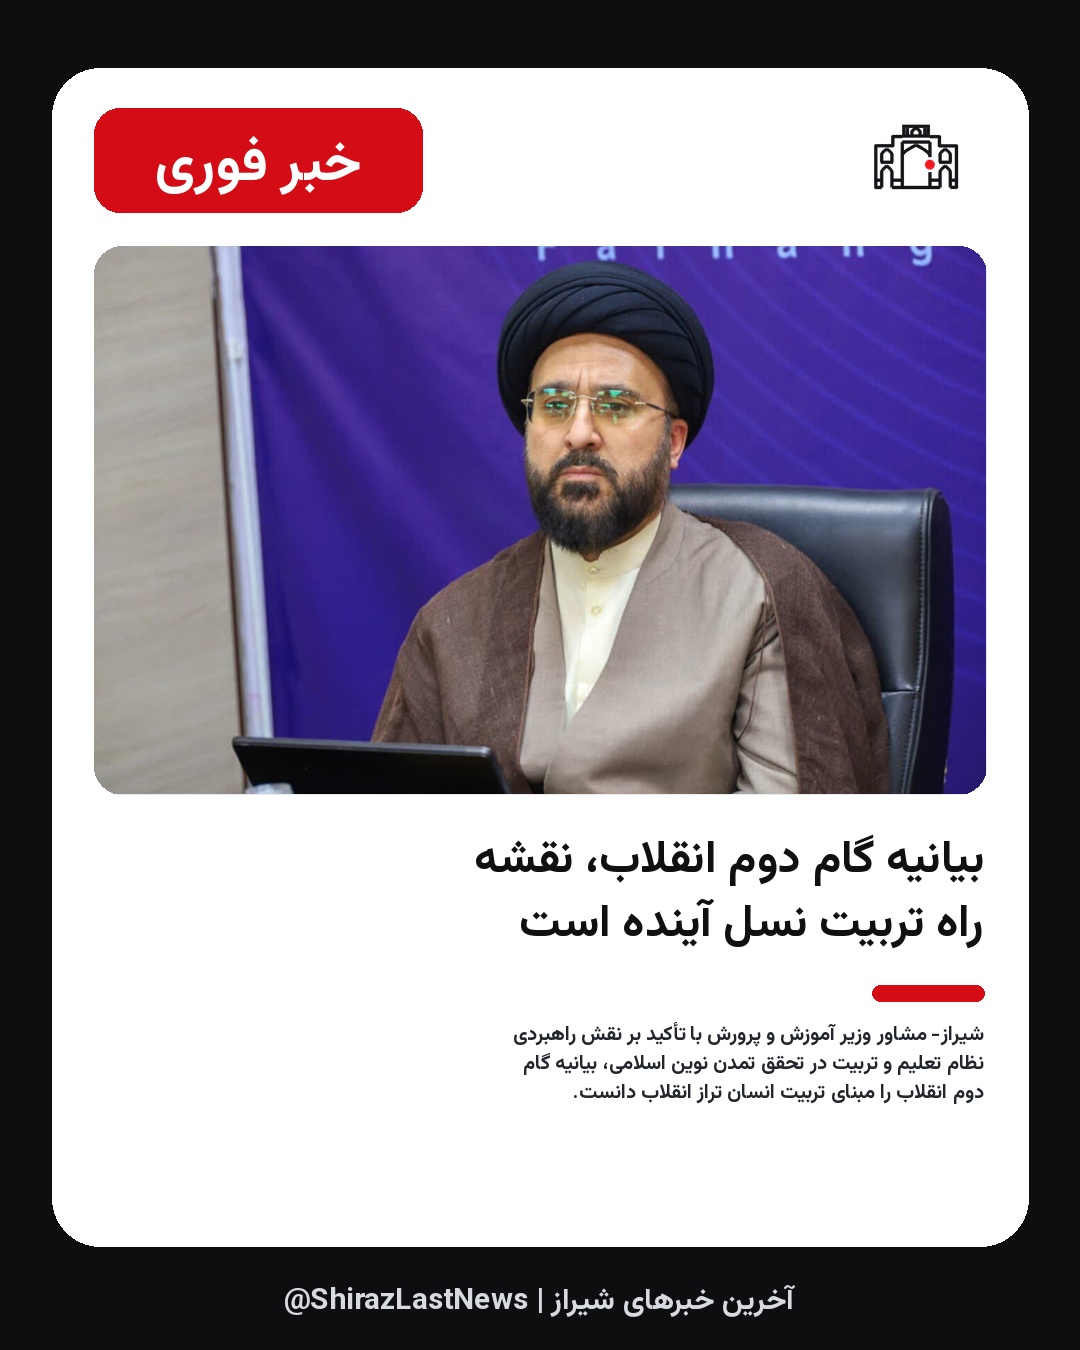 خبر فوری
Farhang
بیانیه گام دوم انقلاب، نقشه
راه تربیت نسل آینده است
شیراز- مشاور وزیر آموزش و پرورش با تأکید بر نقش راهبردی
نظام تعلیم و تربیت در تحقق تمدن نوین اسلامی، بیانیه گام
دوم انقلاب را مبنای تربیت انسان تراز انقلاب دانست.
آخرین خبرهای شیراز | @ShirazLastNews